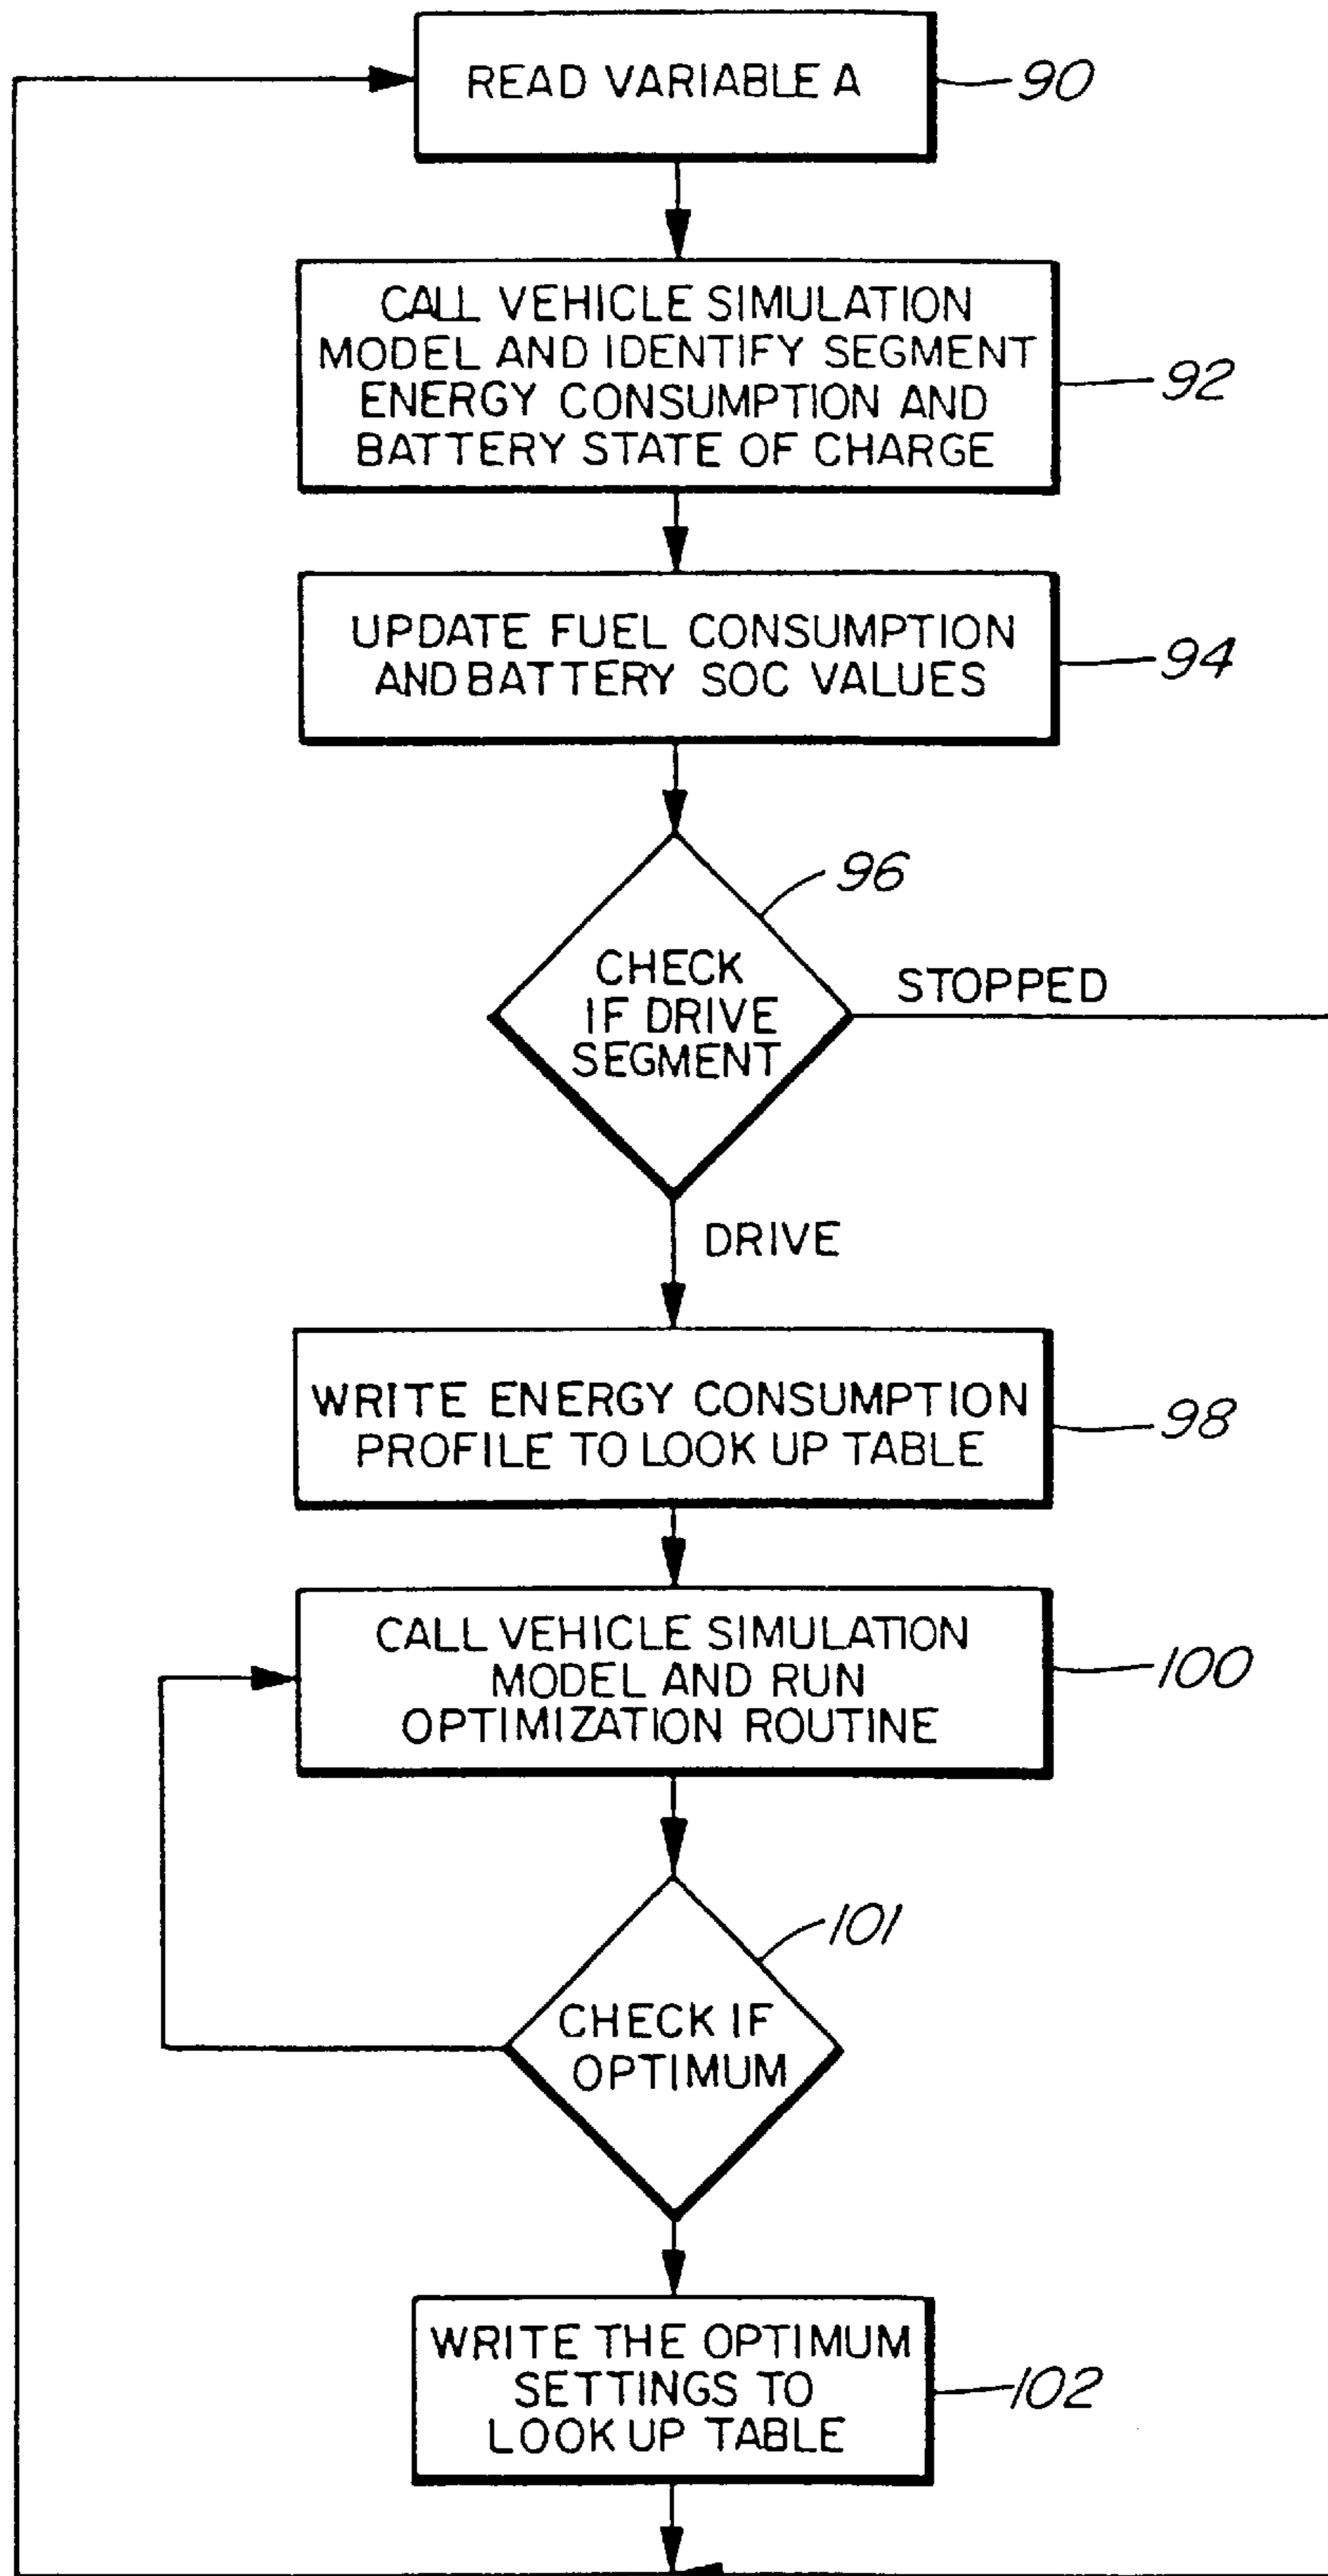 READ VARIABLE A
90
CALL VEHICLE SIMULATION
MODEL AND IDENTIFY SEGMENT
ENERGY CONSUMPTION AND
BATTERY STATE OF CHARGE
92
UPDATE FUEL CONSUMPTION
AND BATTERY SOC VALUES
94
96
CHECK
IF DRIVE
SEGMENT
STOPPED
DRIVE
WRITE ENERGY CONSUMPTION
PROFILE TO LOOK UP TABLE
98
CALL VEHICLE SIMULATION
MODEL AND RUN
OPTIMIZATION ROUTINE
100
101
CHECK IF
OPTIMUM
WRITE THE OPTIMUM
SETTINGS TO
LOOK UP TABLE
102